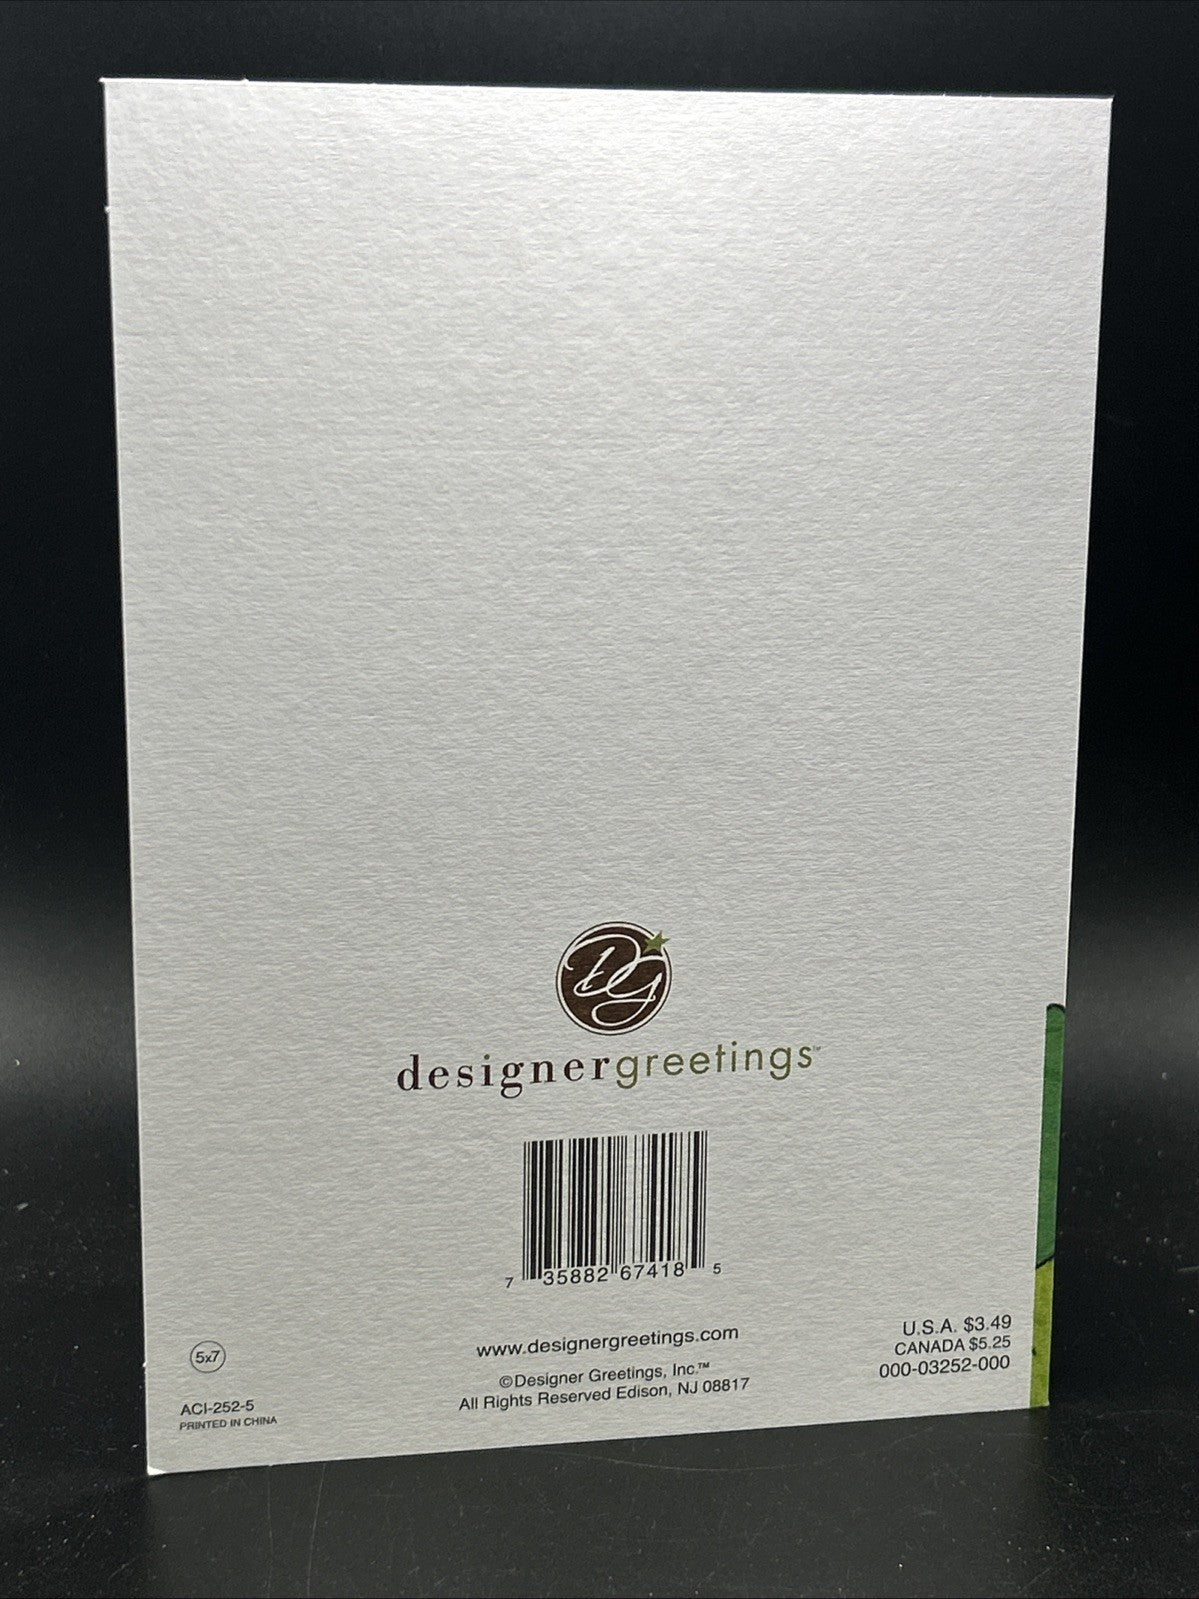 DG
designergreetings™
7 35882 67418 5
www.designergreetings.com
©Designer Greetings, Inc.™
All Rights Reserved Edison, NJ 08817
5x7
ACI-252-5
PRINTED IN CHINA
U.S.A. $3.49
CANADA $5.25
000-03252-000